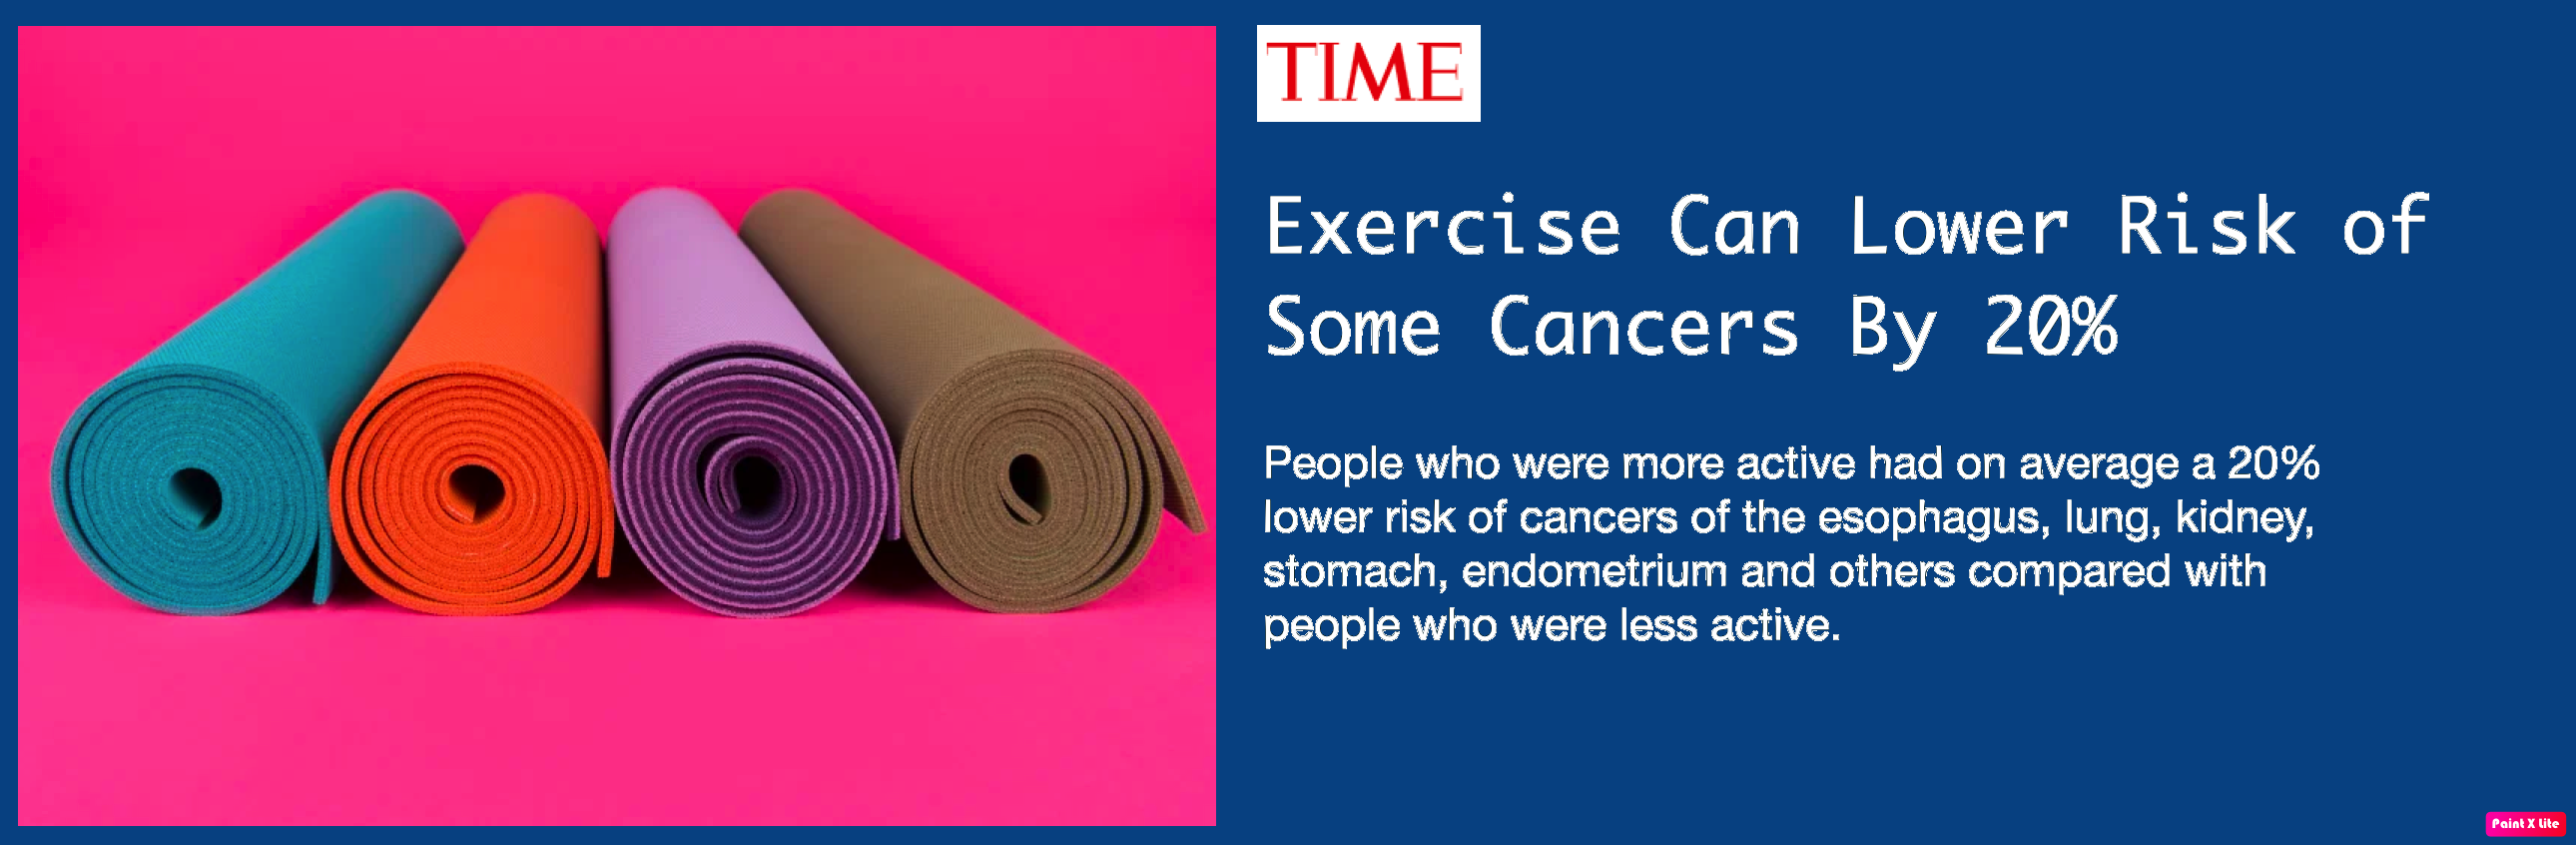 TIME
Exercise Can Lower Risk of
Some Cancers By 20%
People who were more active had on average a 20%
lower risk of cancers of the esophagus, lung, kidney,
stomach, endometrium and others compared with
people who were less active.
Paint X Lite